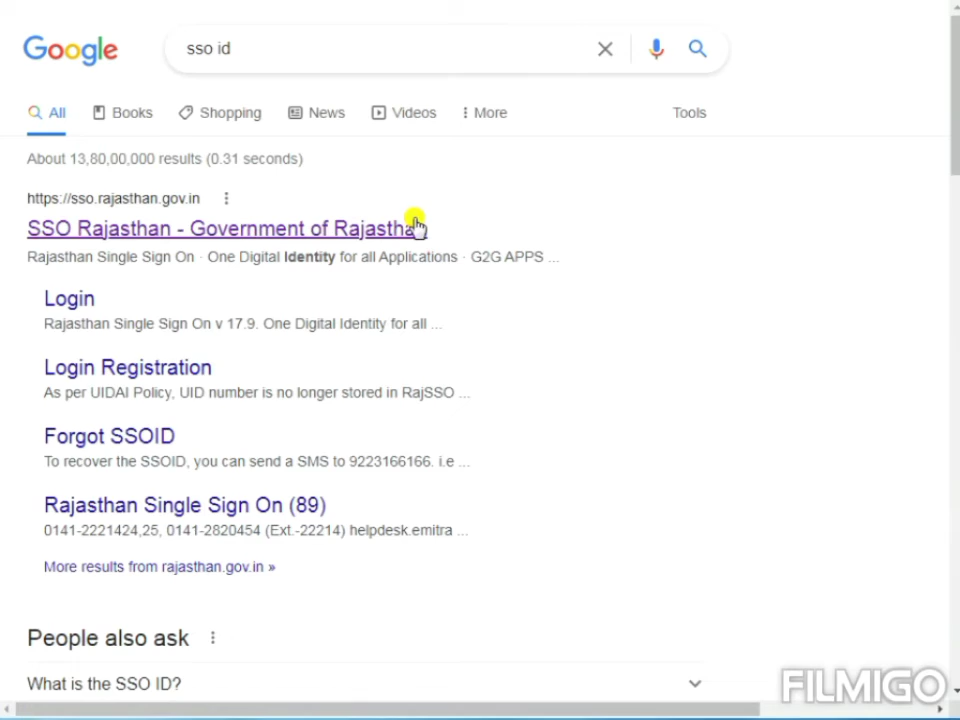 Google
sso id
All Books Shopping News Videos More Tools
About 13,80,00,000 results (0.31 seconds)
https://sso.rajasthan.gov.in
SSO Rajasthan - Government of Rajasthan
Rajasthan Single Sign On · One Digital Identity for all Applications · G2G APPS ...
Login
Rajasthan Single Sign On v 17.9. One Digital Identity for all ...
Login Registration
As per UIDAI Policy, UID number is no longer stored in RajSSO ...
Forgot SSOID
To recover the SSOID, you can send a SMS to 9223166166. i.e ...
Rajasthan Single Sign On (89)
0141-2221424,25, 0141-2820454 (Ext.-22214) helpdesk.emitra ...
More results from rajasthan.gov.in »
People also ask
What is the SSO ID?
FILMIGO